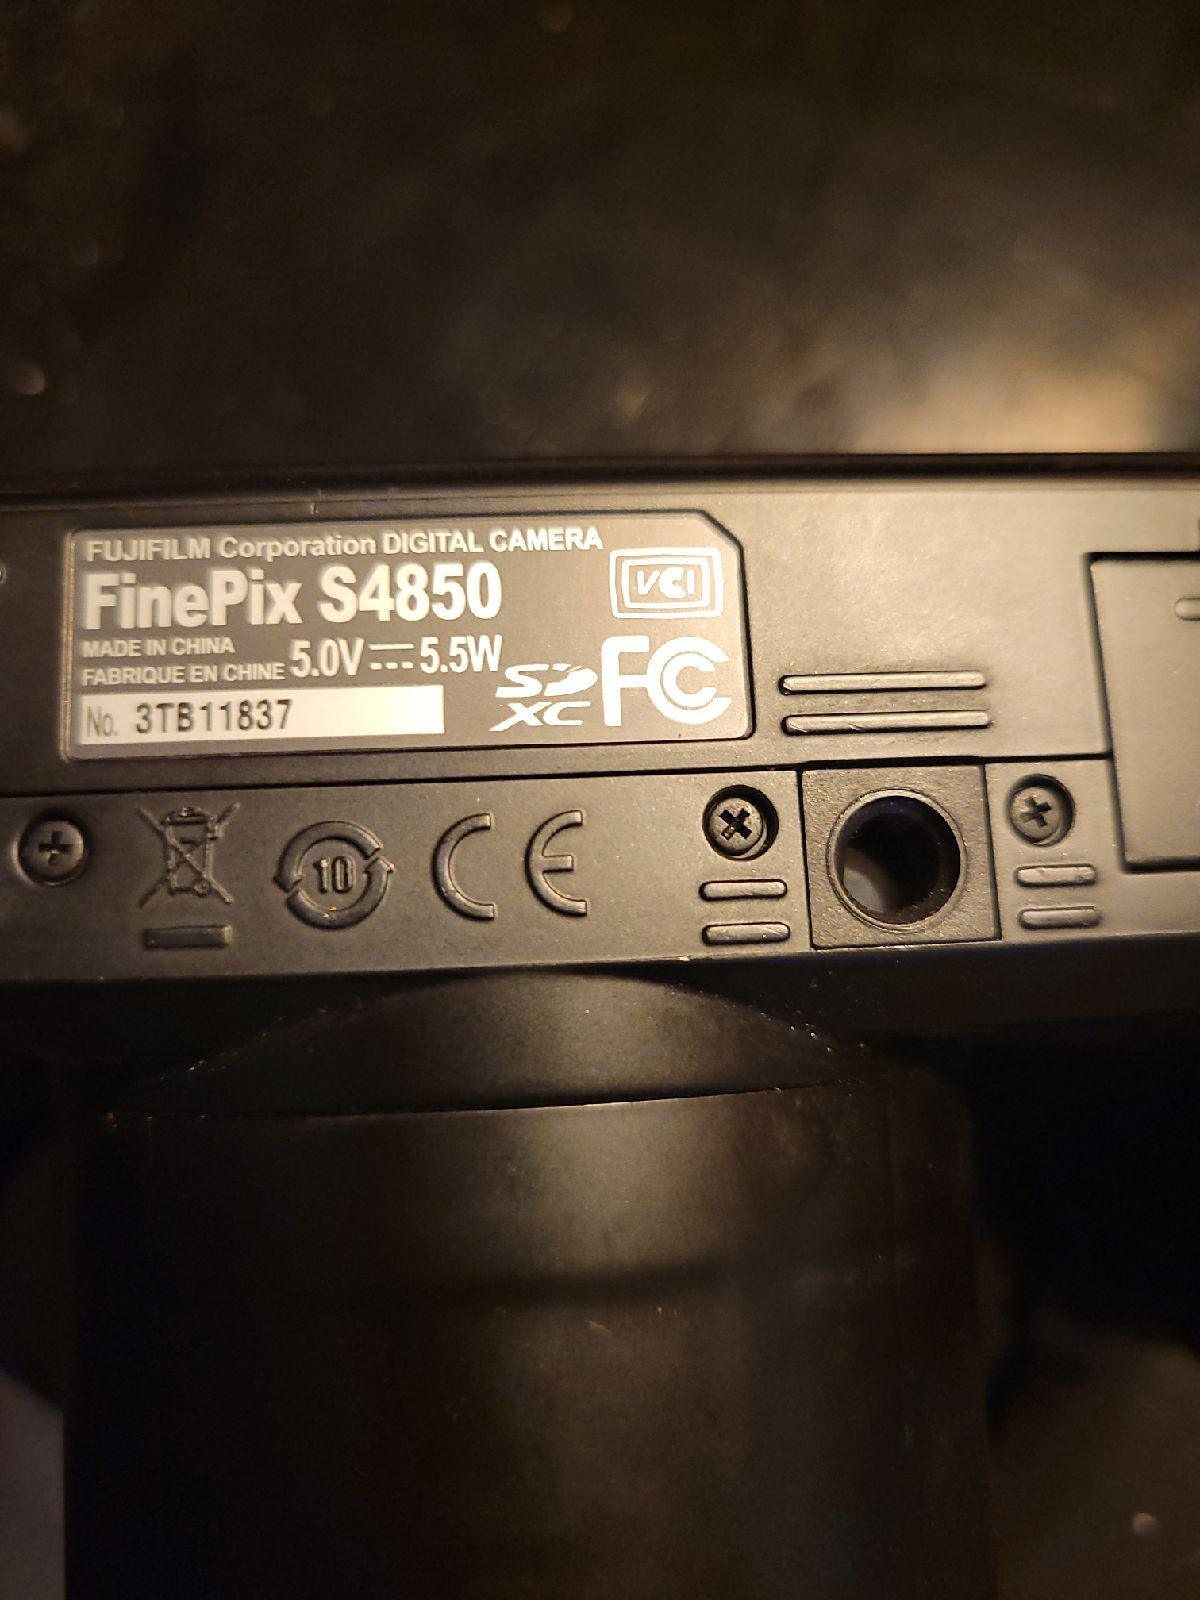 FUJIFILM Corporation DIGITAL CAMERA
FinePix S4850
VCI
MADE IN CHINA
FABRIQUE EN CHINE
5.0V⎓5.5W
SD
XC
FC
No. 3TB11837
10
CE